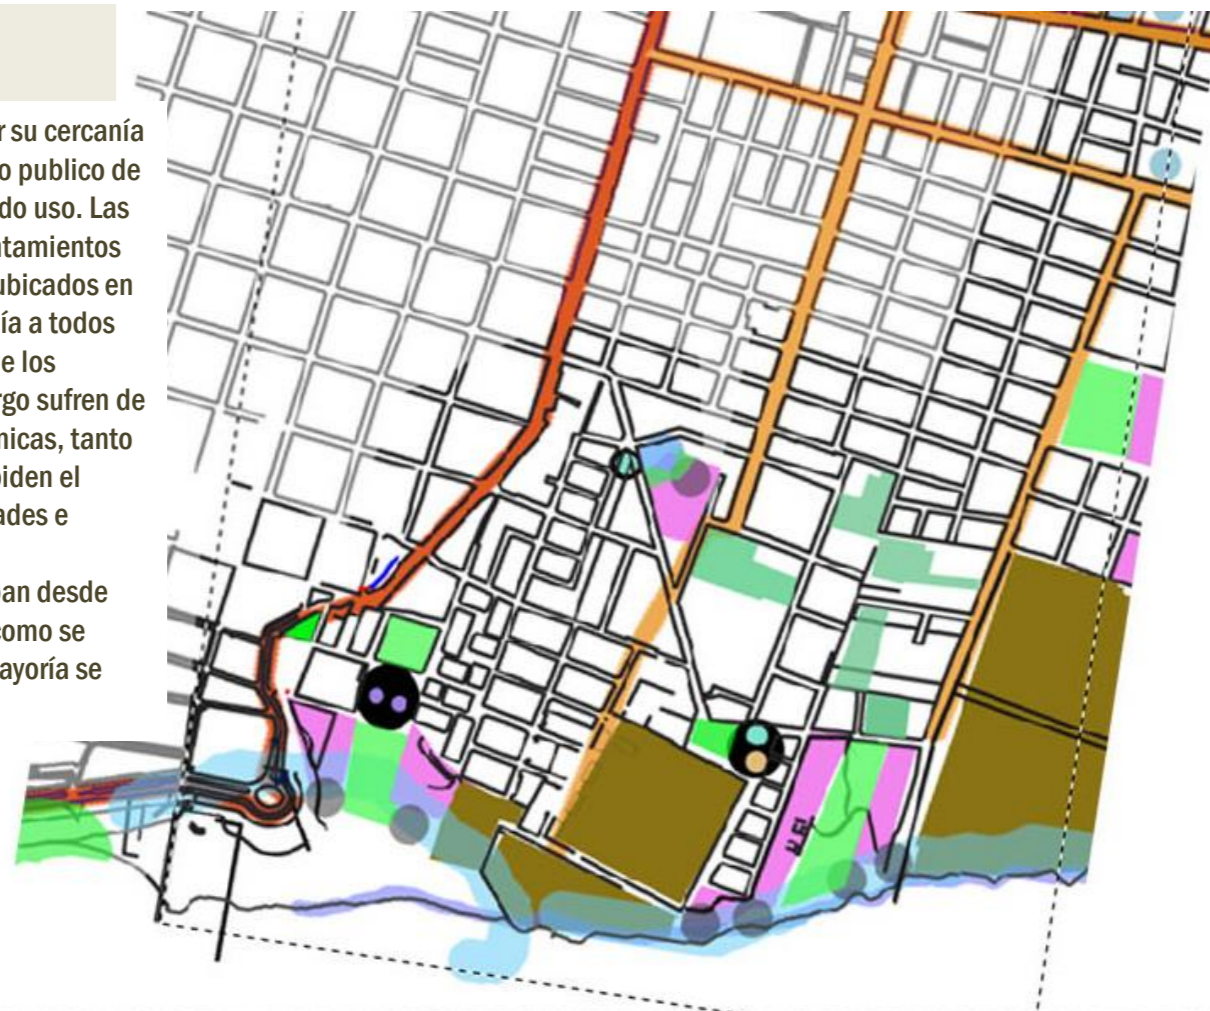 r su cercanía
o publico de
do uso. Las
tamientos
ubicados en
ía a todos
e los
rgo sufren de
nicas, tanto
iden el
ades e
an desde
como se
ayoría se